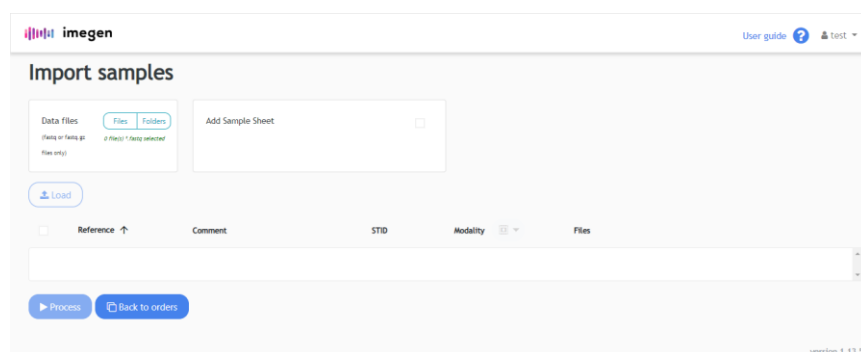 imegen
User guide ? test
Import samples
Data files Files Folders Add Sample Sheet
(fastq or fastq.gz 0 file(s) *.fastq selected
files only)
Load
Reference Comment STID Modality Files
Process Back to orders